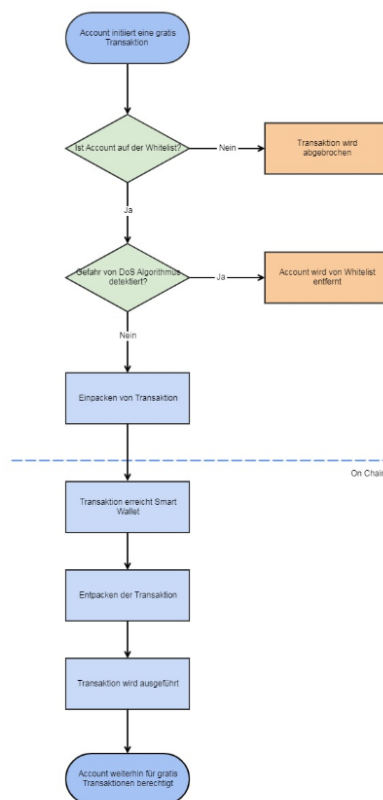 Account initiiert eine gratis
Transaktion
Ist Account auf der Whitelist?
Nein
Transaktion wird
abgebrochen
Ja
Gefahr von DoS Algorithmus
detektiert?
Ja
Account wird von Whitelist
entfernt
Nein
Einpacken von Transaktion
On Chain
Transaktion erreicht Smart
Wallet
Entpacken der Transaktion
Transaktion wird ausgeführt
Account weiterhin für gratis
Transaktionen berechtigt